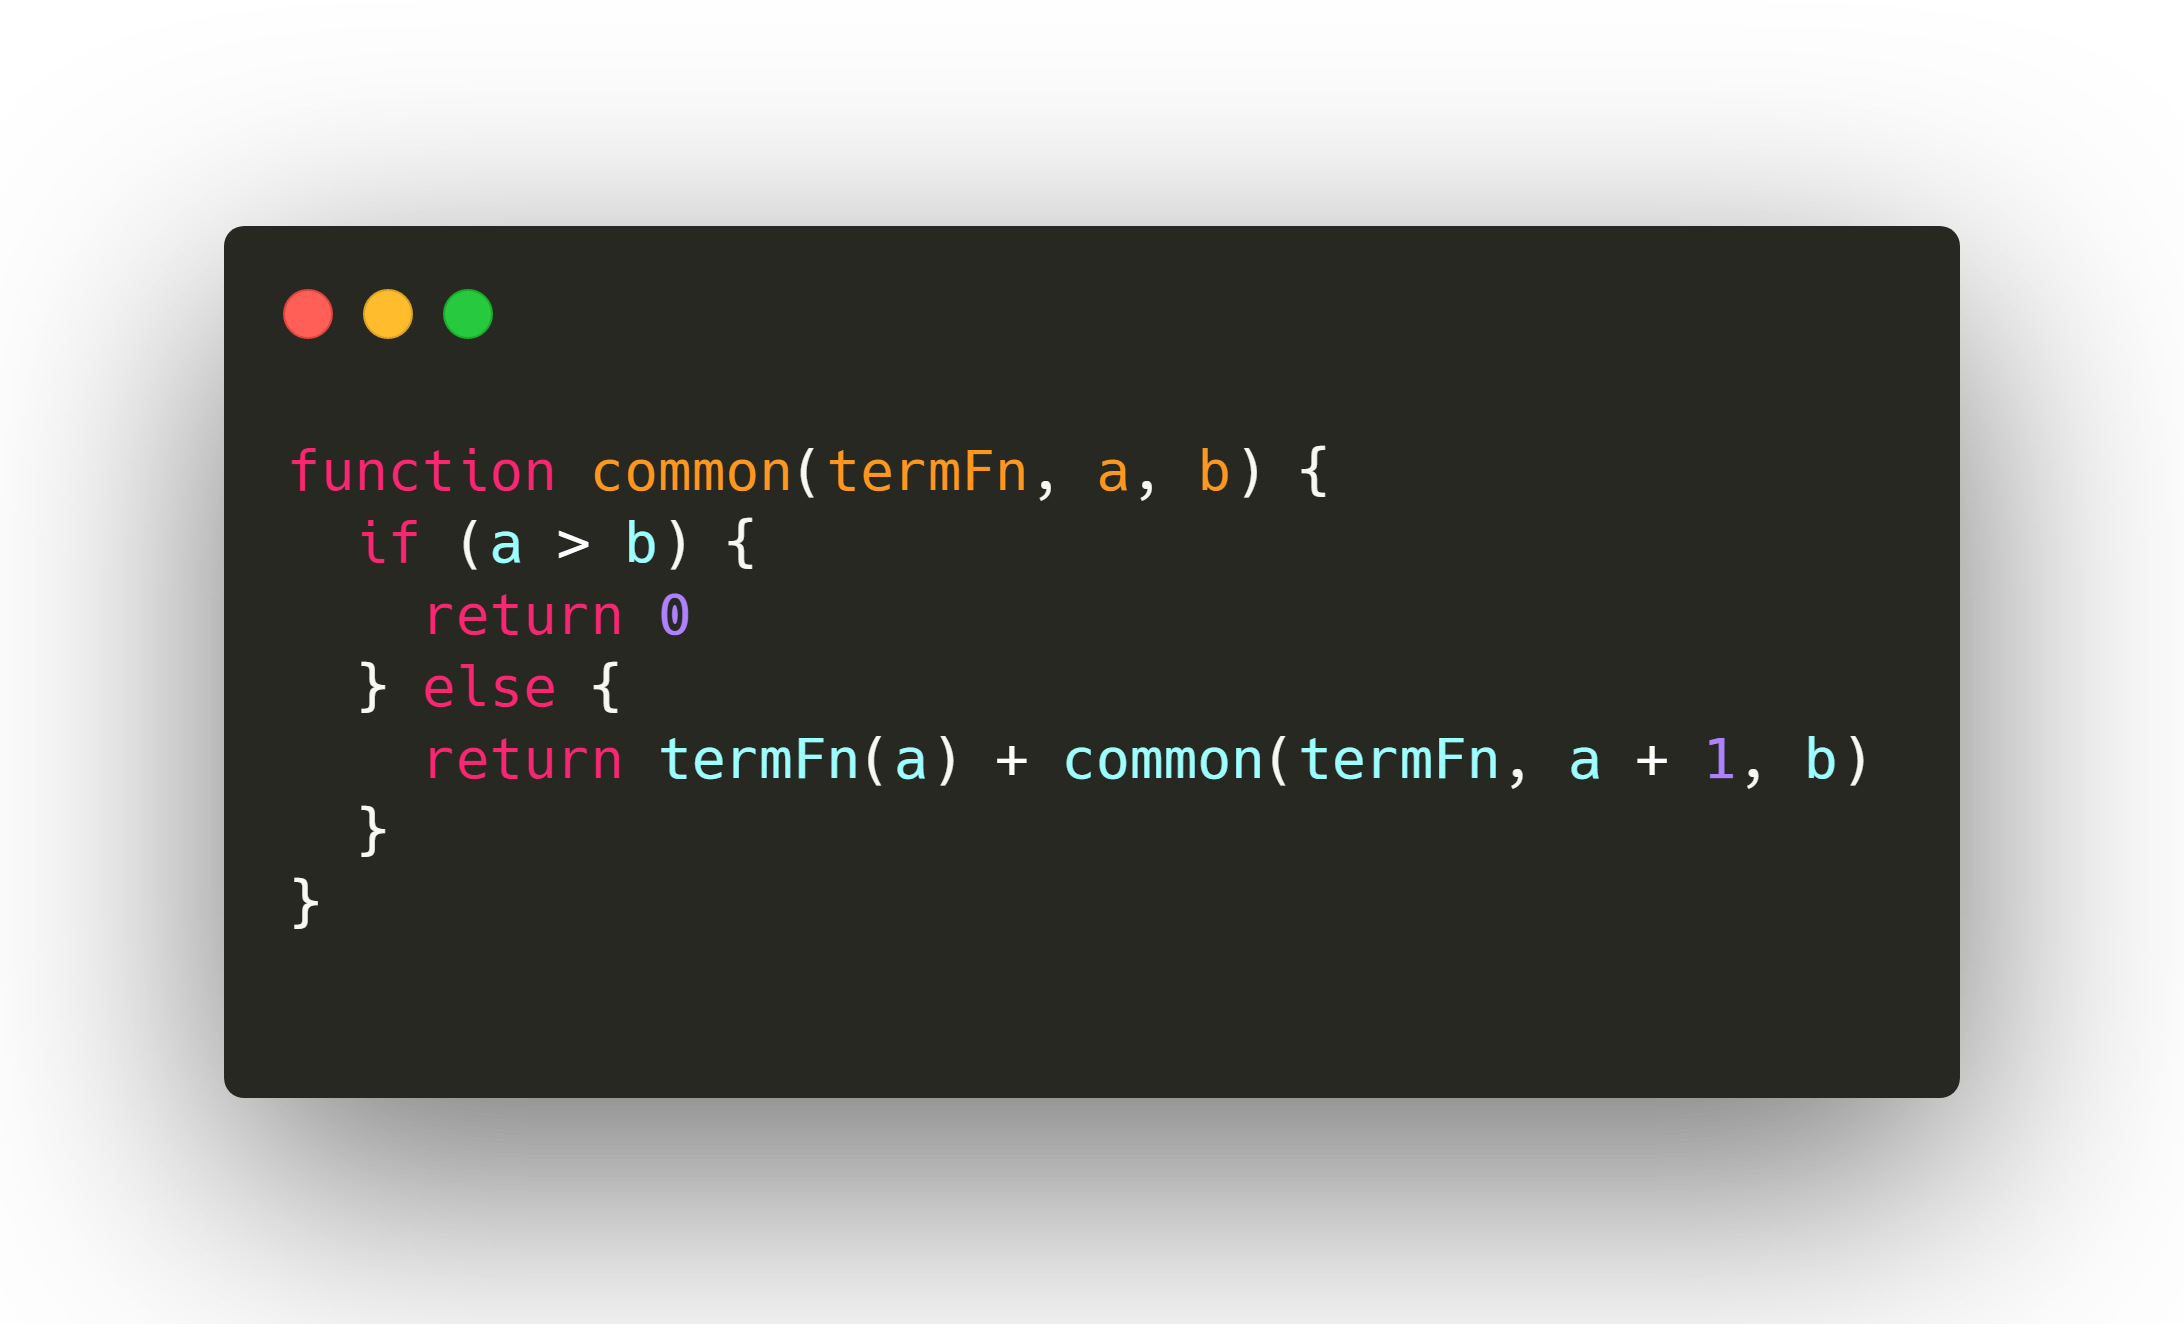 function common(termFn, a, b) {
  if (a > b) {
    return 0
  } else {
    return termFn(a) + common(termFn, a + 1, b)
  }
}